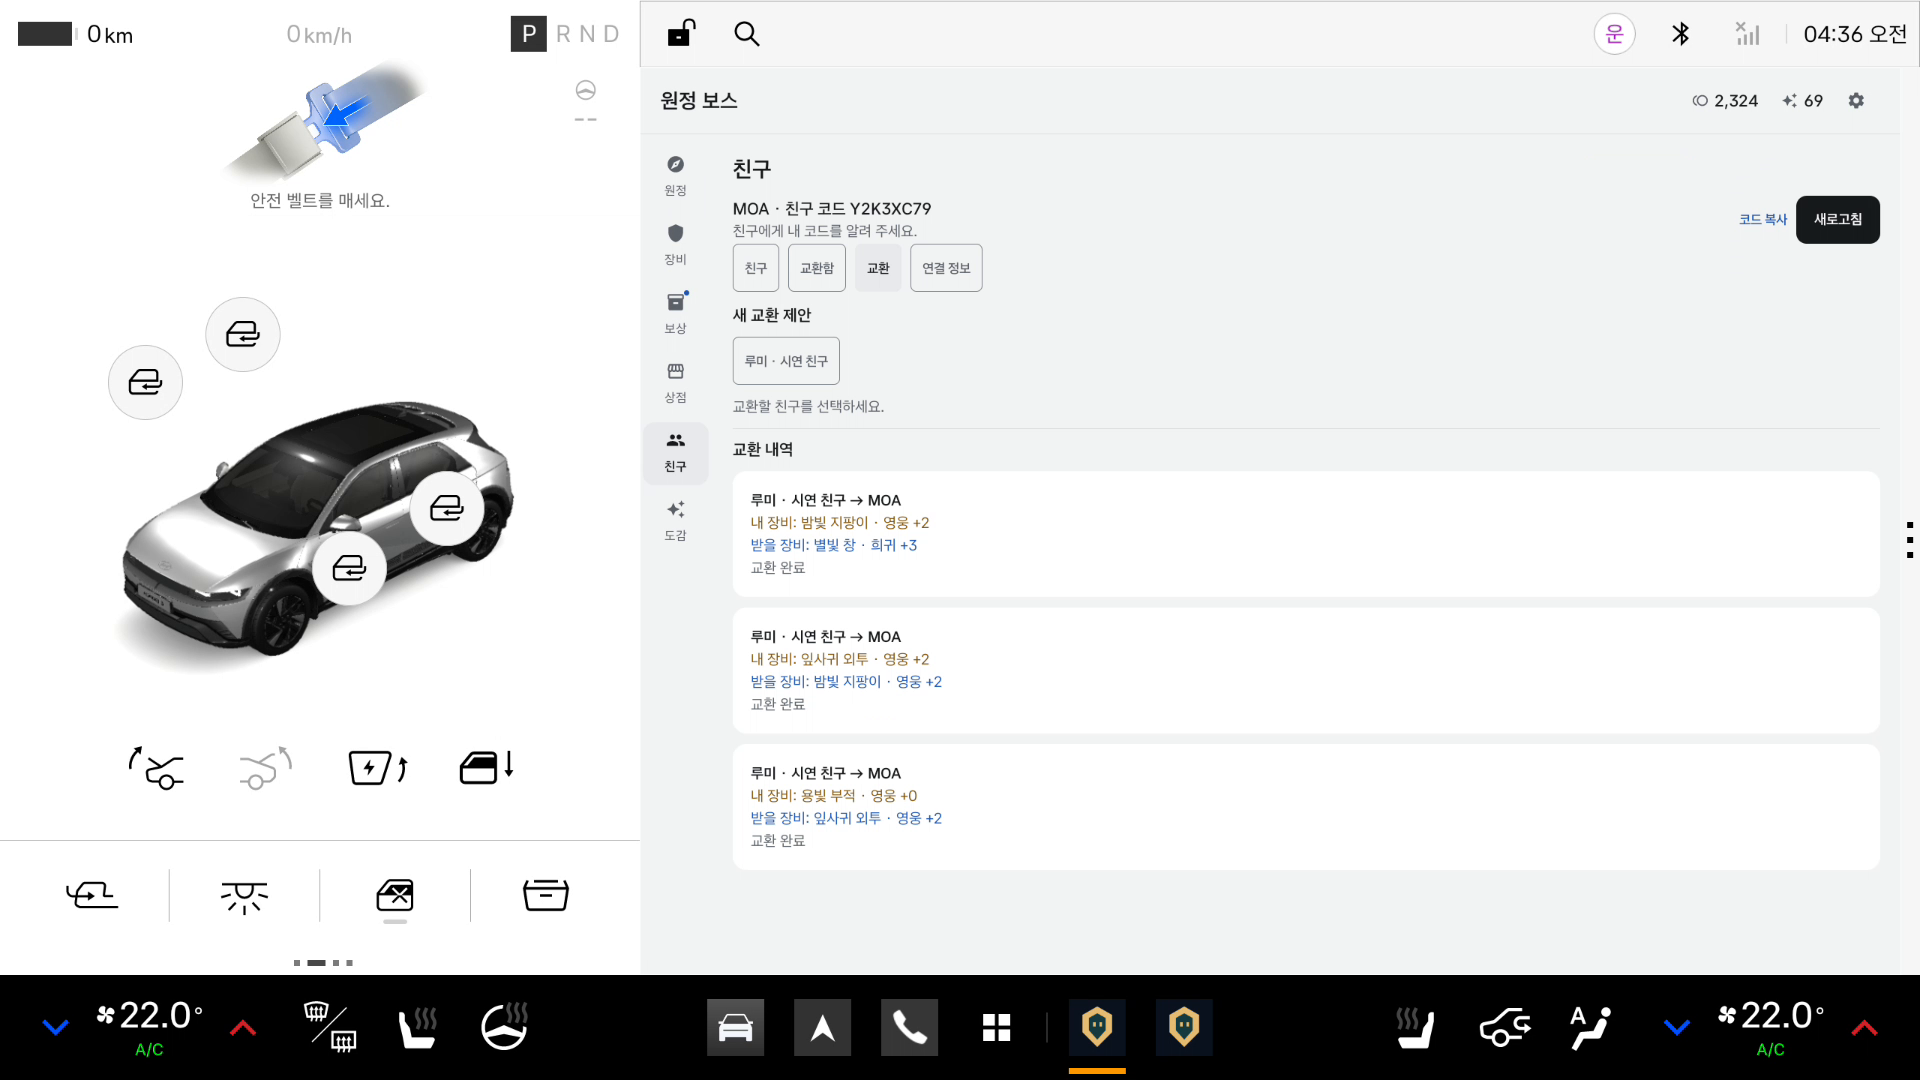 0 km
0 km/h
P R N D
안전 벨트를 매세요.
운
04:36 오전
원정 보스
2,324
69
원정
장비
보상
상점
친구
도감
친구
MOA · 친구 코드 Y2K3XC79
친구에게 내 코드를 알려 주세요.
코드 복사
새로고침
친구
교환함
교환
연결 정보
새 교환 제안
루미 · 시연 친구
교환할 친구를 선택하세요.
교환 내역
루미 · 시연 친구 → MOA
내 장비: 밤빛 지팡이 · 영웅 +2
받을 장비: 별빛 창 · 희귀 +3
교환 완료
루미 · 시연 친구 → MOA
내 장비: 잎사귀 외투 · 영웅 +2
받을 장비: 밤빛 지팡이 · 영웅 +2
교환 완료
루미 · 시연 친구 → MOA
내 장비: 용빛 부적 · 영웅 +0
받을 장비: 잎사귀 외투 · 영웅 +2
교환 완료
22.0°
A/C
A
22.0°
A/C